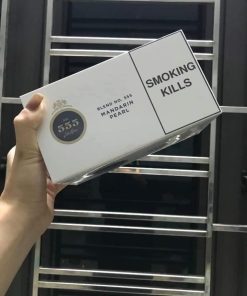 555
BLEND NO. 555
MANDARIN
PEARL
SMOKING
KILLS